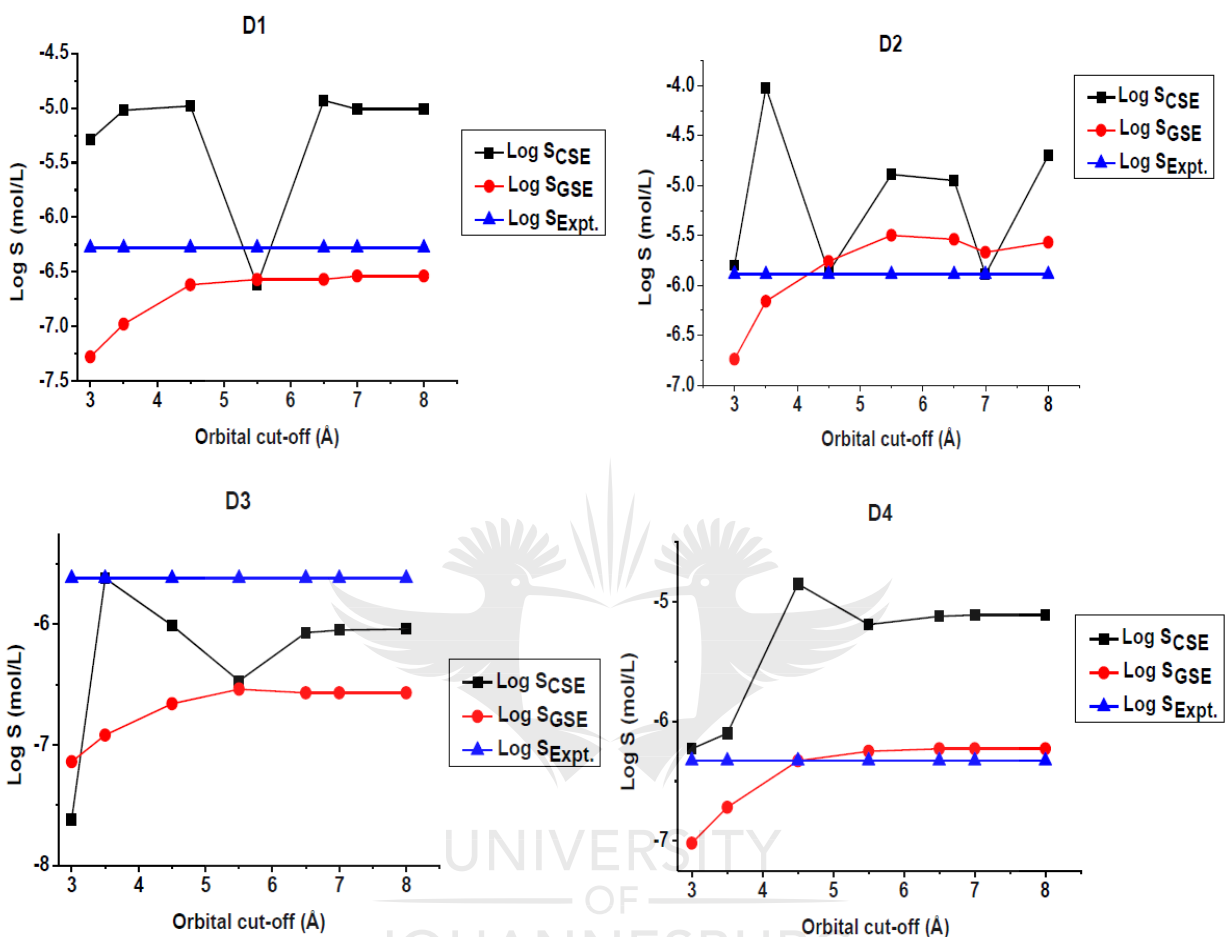 D1
-4.5
-5.0
-5.5
-6.0
-6.5
-7.0
-7.5
3 4 5 6 7 8
Log S (mol/L)
Orbital cut-off (Å)
Log SCSE
Log SGSE
Log SExpt.
D2
-4.0
-4.5
-5.0
-5.5
-6.0
-6.5
-7.0
3 4 5 6 7 8
Log S (mol/L)
Orbital cut-off (Å)
Log SCSE
Log SGSE
Log SExpt.
D3
-6
-7
-8
3 4 5 6 7 8
Log S (mol/L)
Orbital cut-off (Å)
Log SCSE
Log SGSE
Log SExpt.
D4
-5
-6
-7
3 4 5 6 7 8
Log S (mol/L)
Orbital cut-off (Å)
Log SCSE
Log SGSE
Log SExpt.
UNIVERSITY
OF